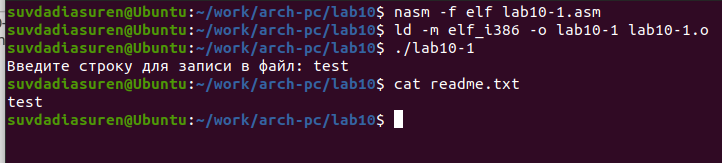 suvdadiasuren@Ubuntu:~/work/arch-pc/lab10$ nasm -f elf lab10-1.asm
suvdadiasuren@Ubuntu:~/work/arch-pc/lab10$ ld -m elf_i386 -o lab10-1 lab10-1.o
suvdadiasuren@Ubuntu:~/work/arch-pc/lab10$ ./lab10-1
Введите строку для записи в файл: test
suvdadiasuren@Ubuntu:~/work/arch-pc/lab10$ cat readme.txt
test
suvdadiasuren@Ubuntu:~/work/arch-pc/lab10$